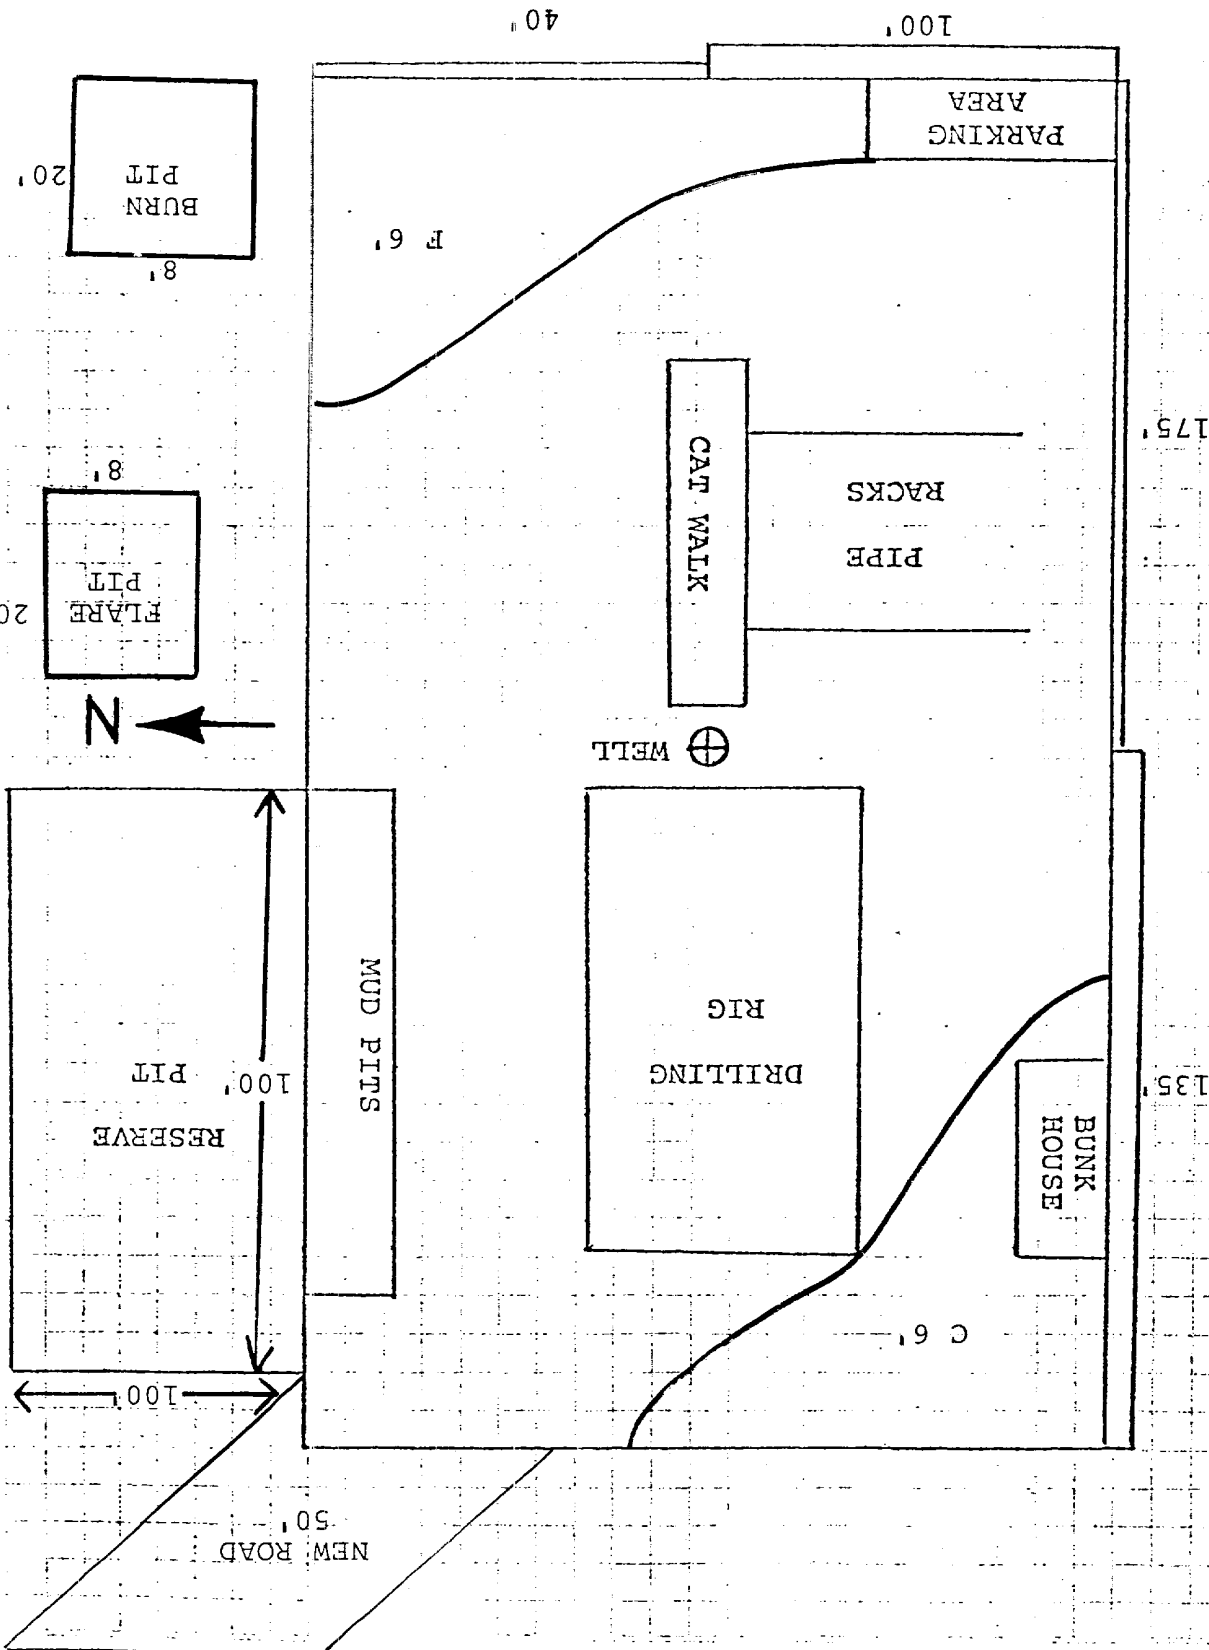 NEW ROAD
50'
100'
C 6'
BUNK
HOUSE
135'
DRILLING
RIG
MUD PITS
RESERVE
PIT
100'
WELL
N
PIPE
RACKS
CAT WALK
175'
FLARE
PIT
20
8'
F 6'
8'
BURN
PIT
20'
PARKING
AREA
100'
40"